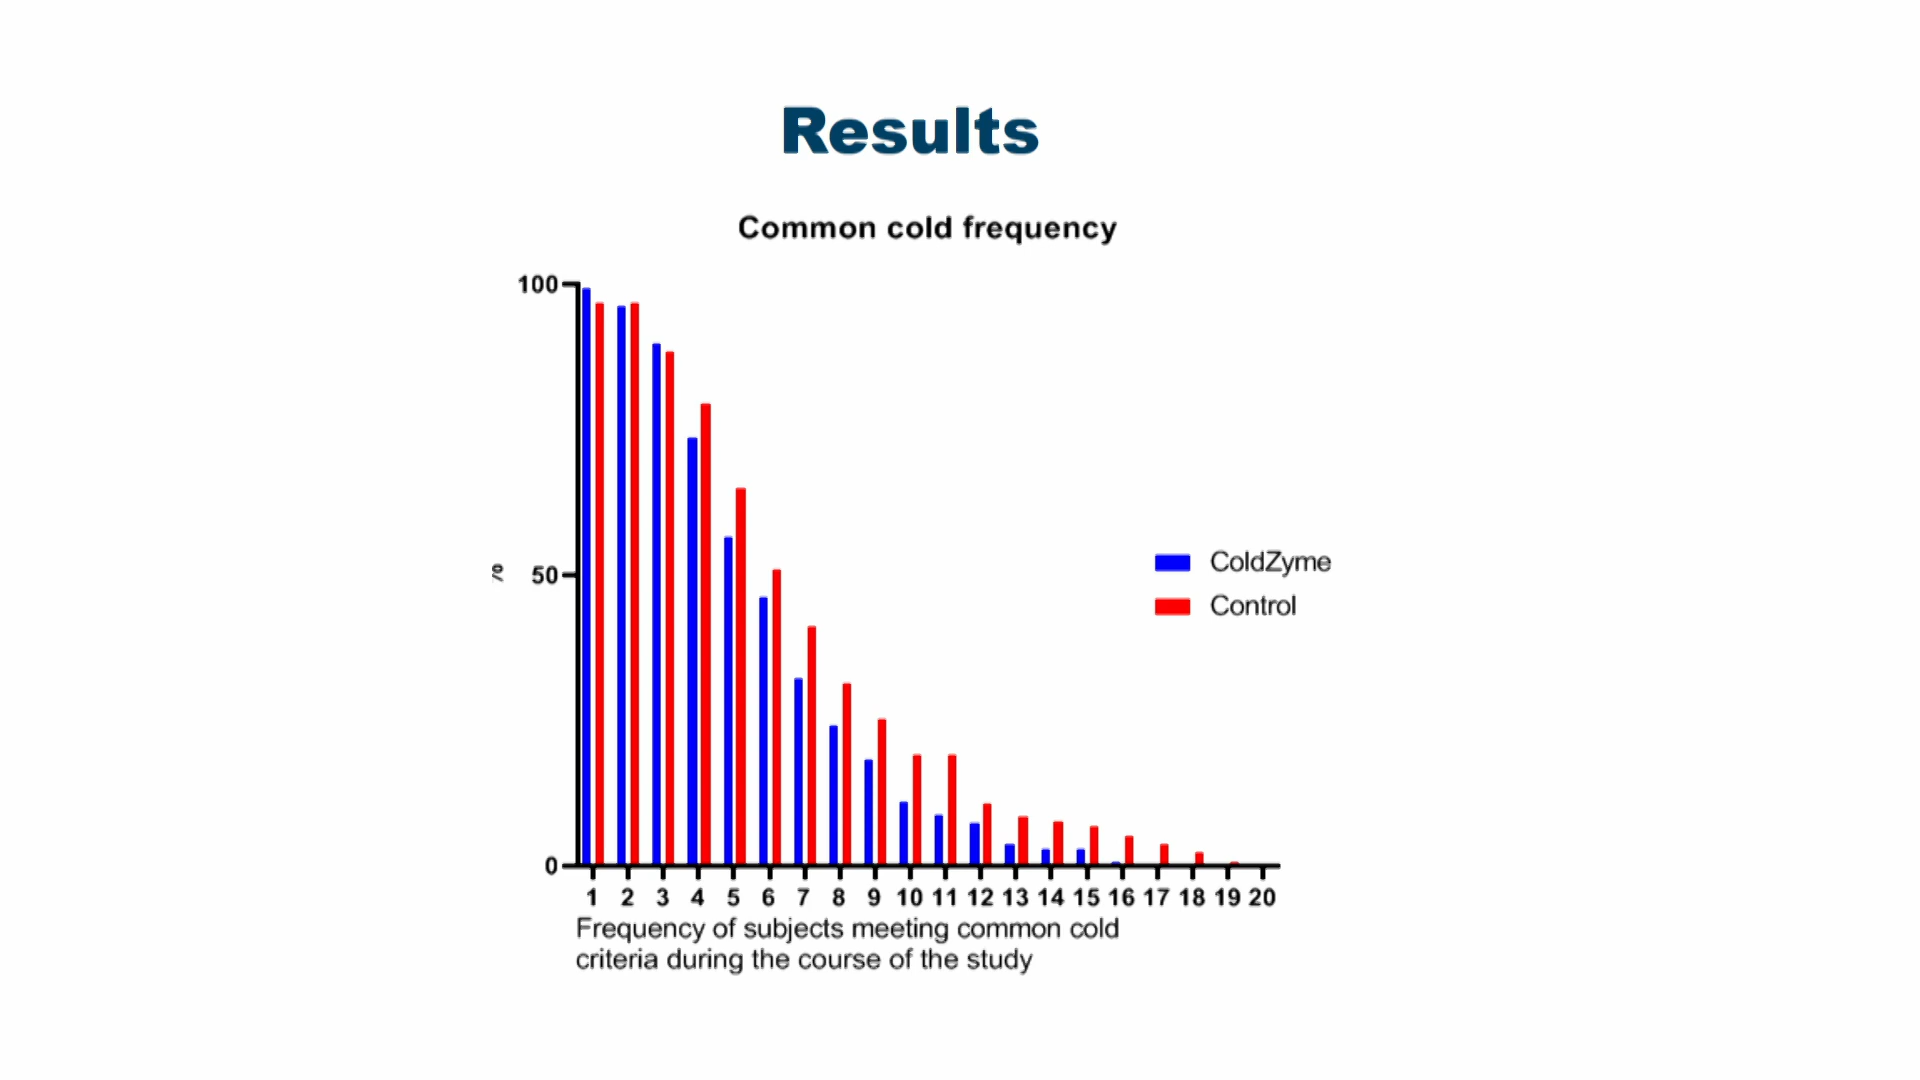 Results
Common cold frequency
100
%
50
0
ColdZyme
Control
1 2 3 4 5 6 7 8 9 10 11 12 13 14 15 16 17 18 19 20
Frequency of subjects meeting common cold
criteria during the course of the study